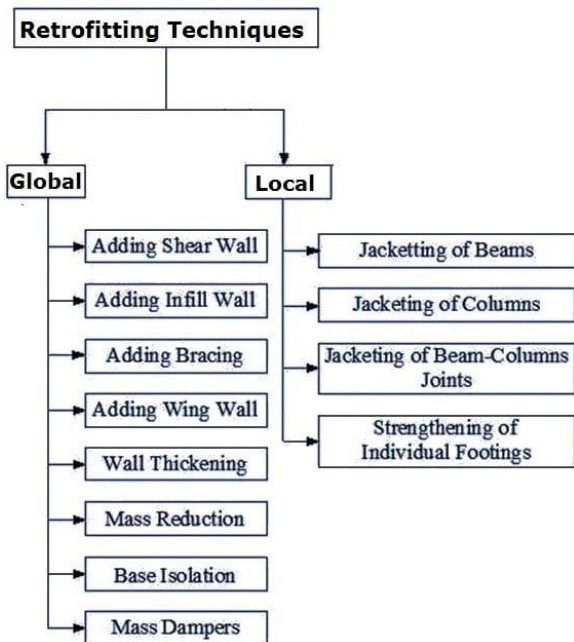 Retrofitting Techniques
Global
Local
Adding Shear Wall
Adding Infill Wall
Adding Bracing
Adding Wing Wall
Wall Thickening
Mass Reduction
Base Isolation
Mass Dampers
Jacketting of Beams
Jacketing of Columns
Jacketing of Beam-Columns
Joints
Strengthening of
Individual Footings